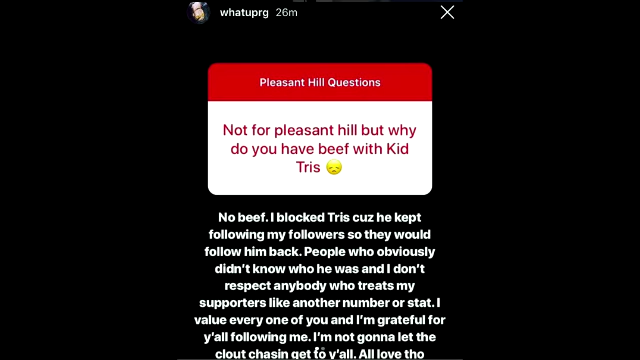 whatuprg 26m
Pleasant Hill Questions
Not for pleasant hill but why
do you have beef with Kid
Tris 😞
No beef. I blocked Tris cuz he kept
following my followers so they would
follow him back. People who obviously
didn't know who he was and I don't
respect anybody who treats my
supporters like another number or stat. I
value every one of you and I'm grateful for
y'all following me. I'm not gonna let the
clout chasin get to y'all. All love tho